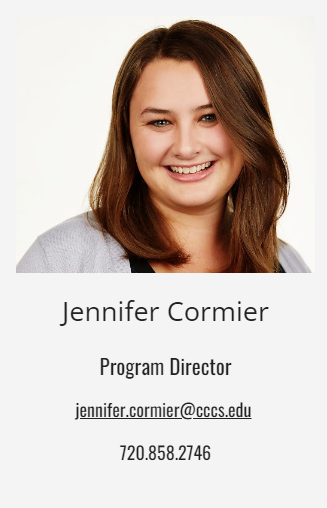 Jennifer Cormier
Program Director
jennifer.cormier@cccs.edu
720.858.2746